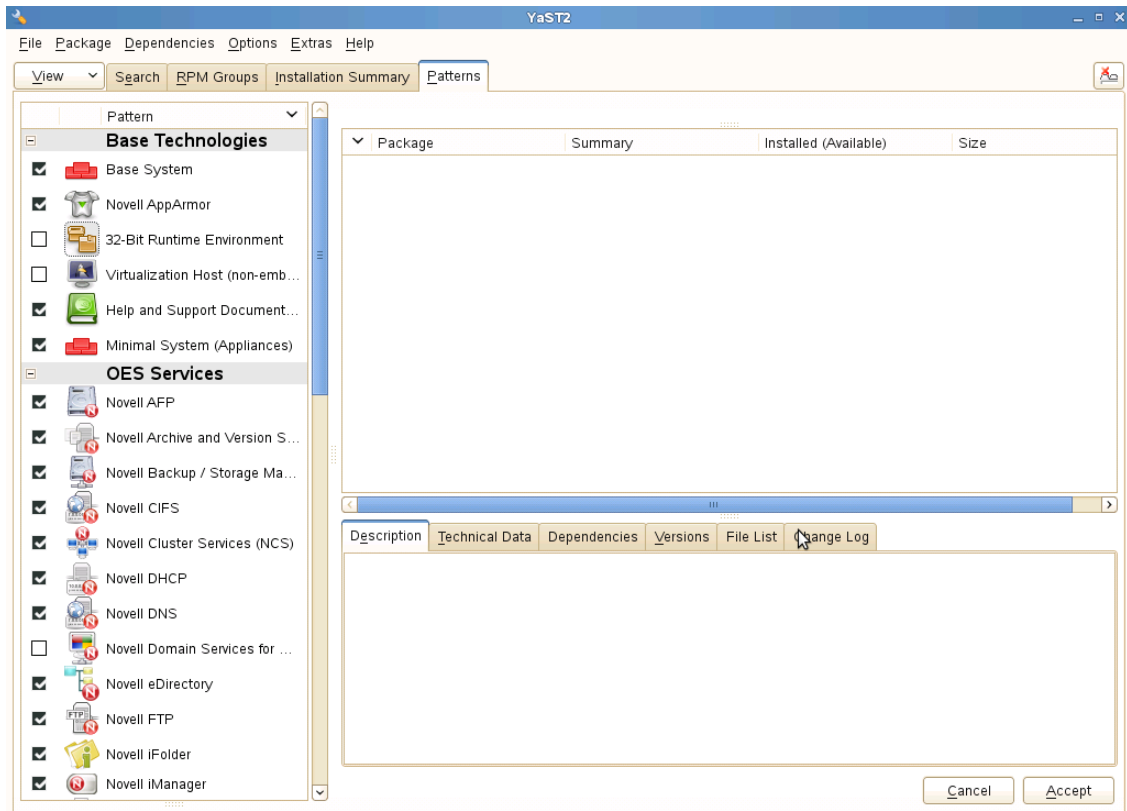 YaST2
File Package Dependencies Options Extras Help
View Search RPM Groups Installation Summary Patterns
Pattern
Base Technologies
Base System
Novell AppArmor
32-Bit Runtime Environment
Virtualization Host (non-emb...
Help and Support Document...
Minimal System (Appliances)
OES Services
Novell AFP
Novell Archive and Version S...
Novell Backup / Storage Ma...
Novell CIFS
Novell Cluster Services (NCS)
Novell DHCP
Novell DNS
Novell Domain Services for ...
Novell eDirectory
FTP
Novell FTP
Novell iFolder
Novell iManager
Package Summary Installed (Available) Size
Description Technical Data Dependencies Versions File List Change Log
Cancel Accept